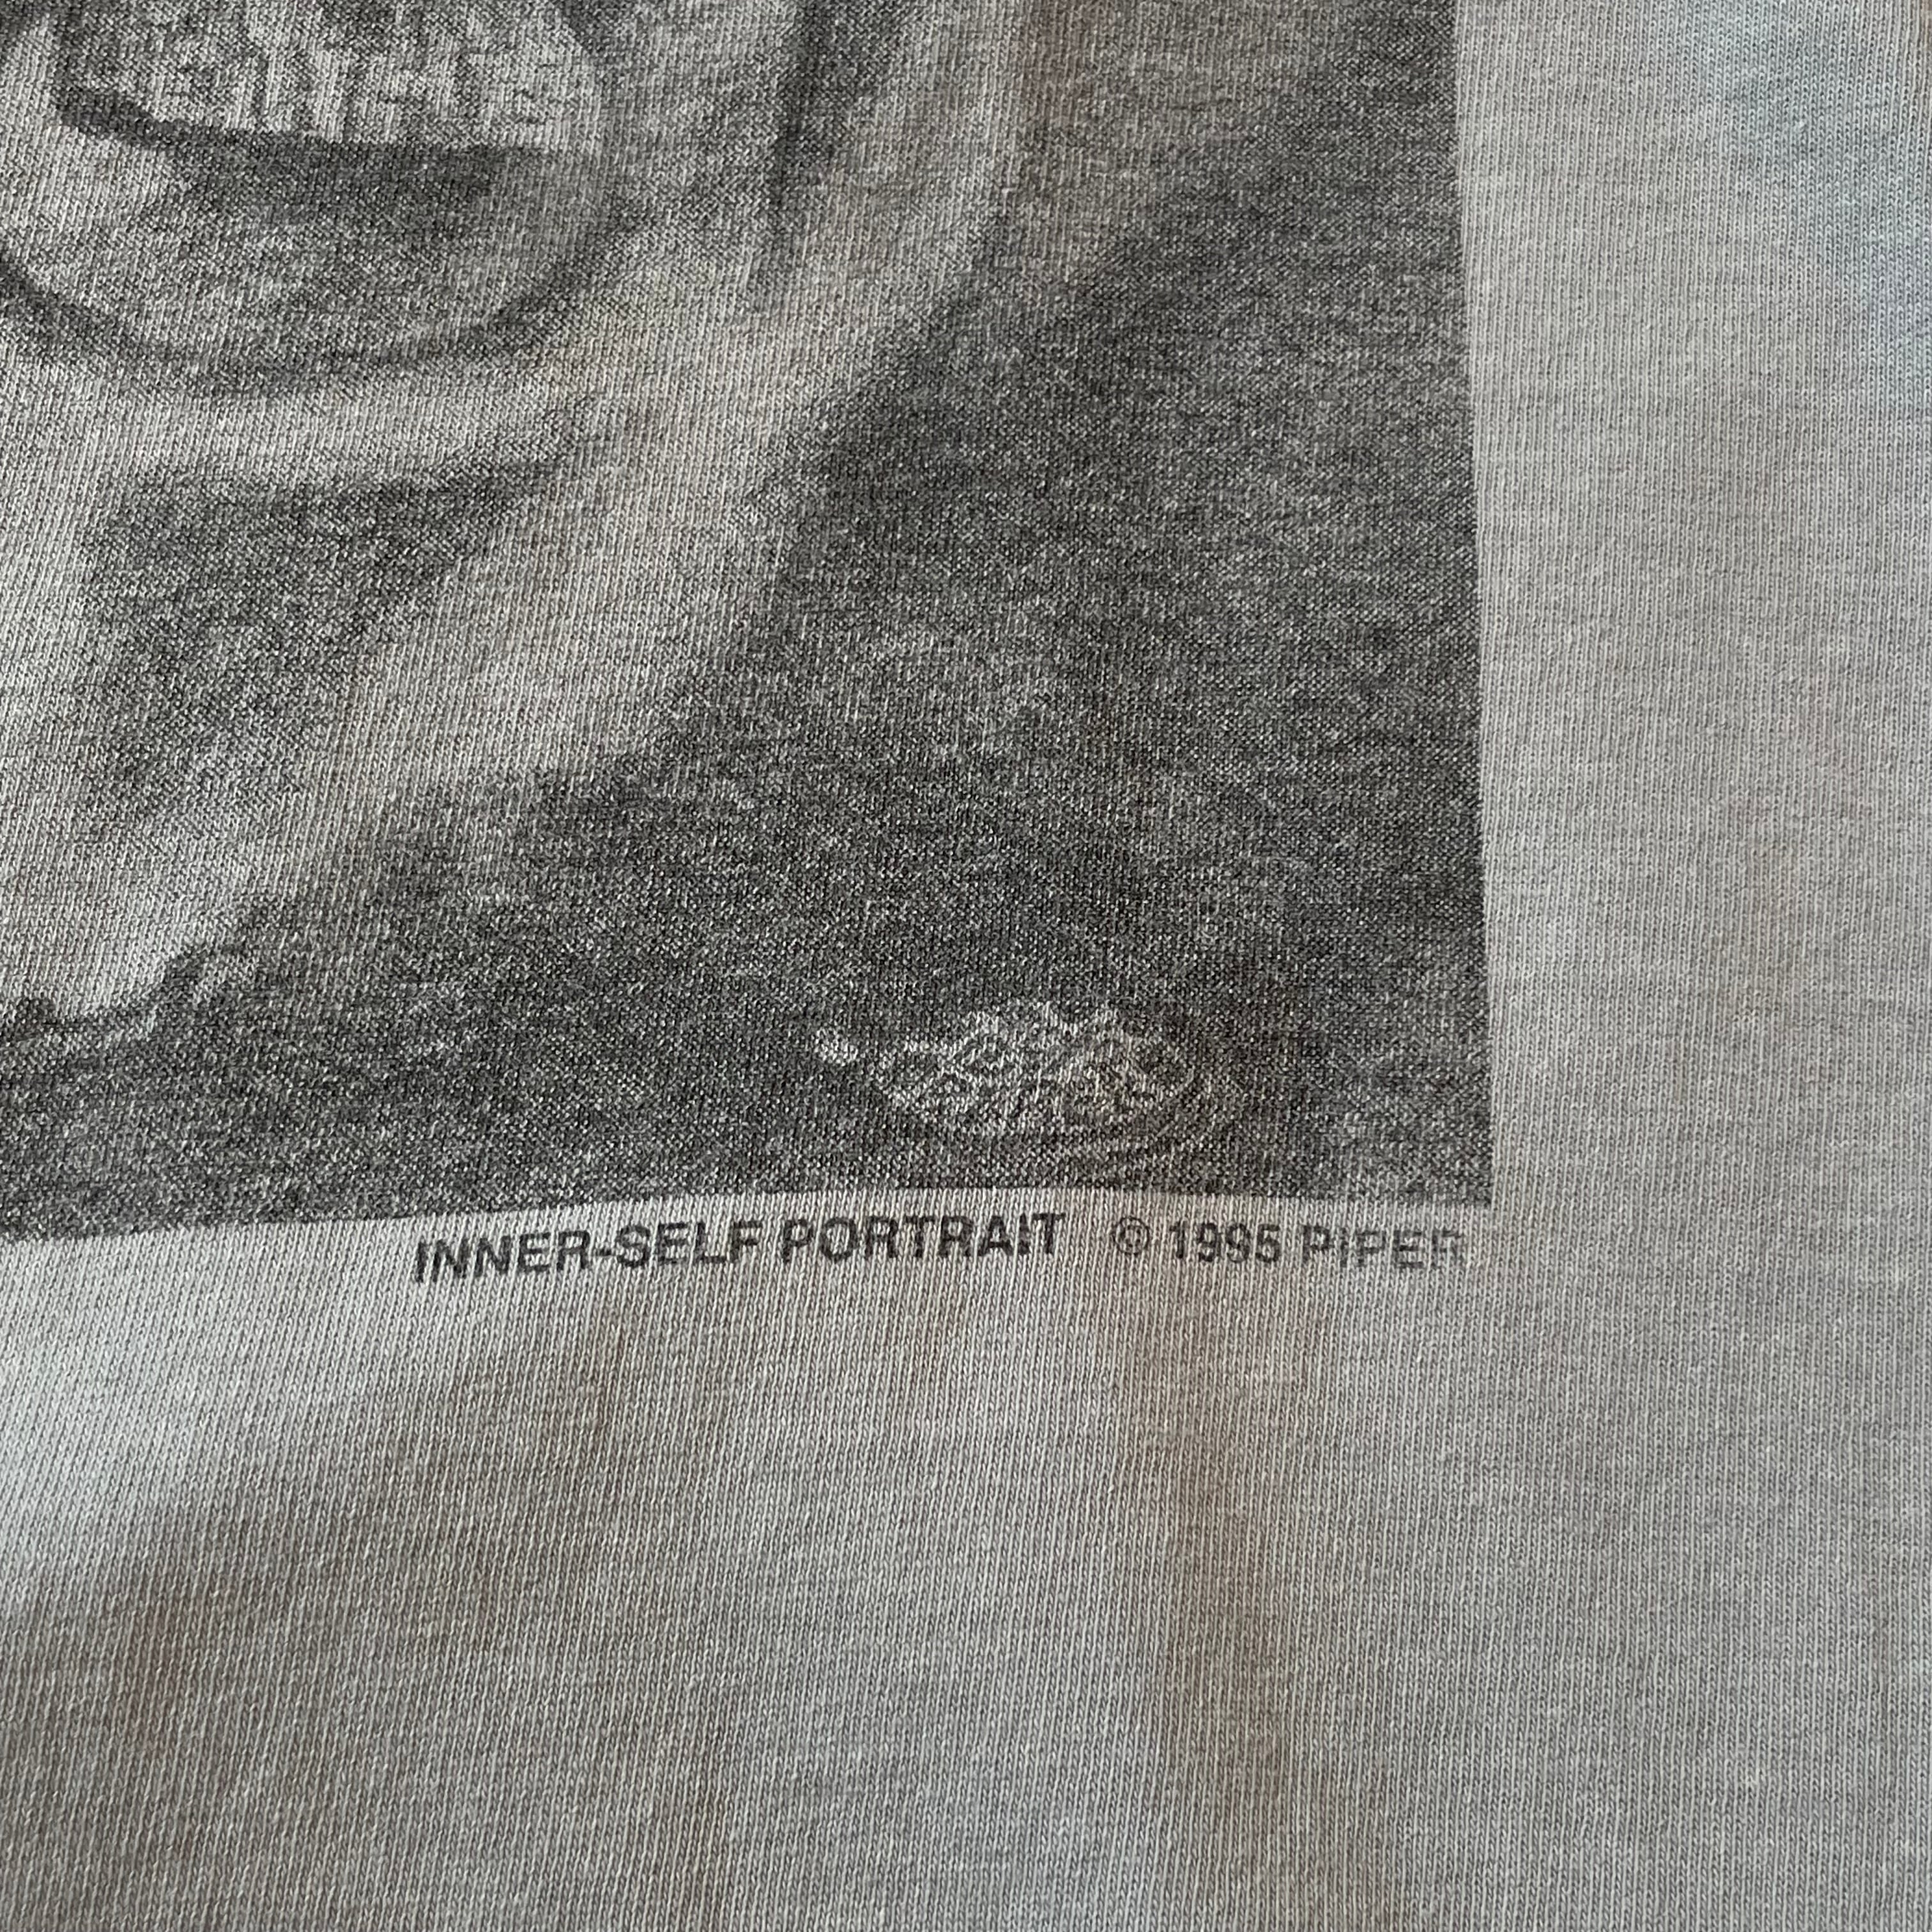 INNER-SELF PORTRAIT © 1995 PIPER